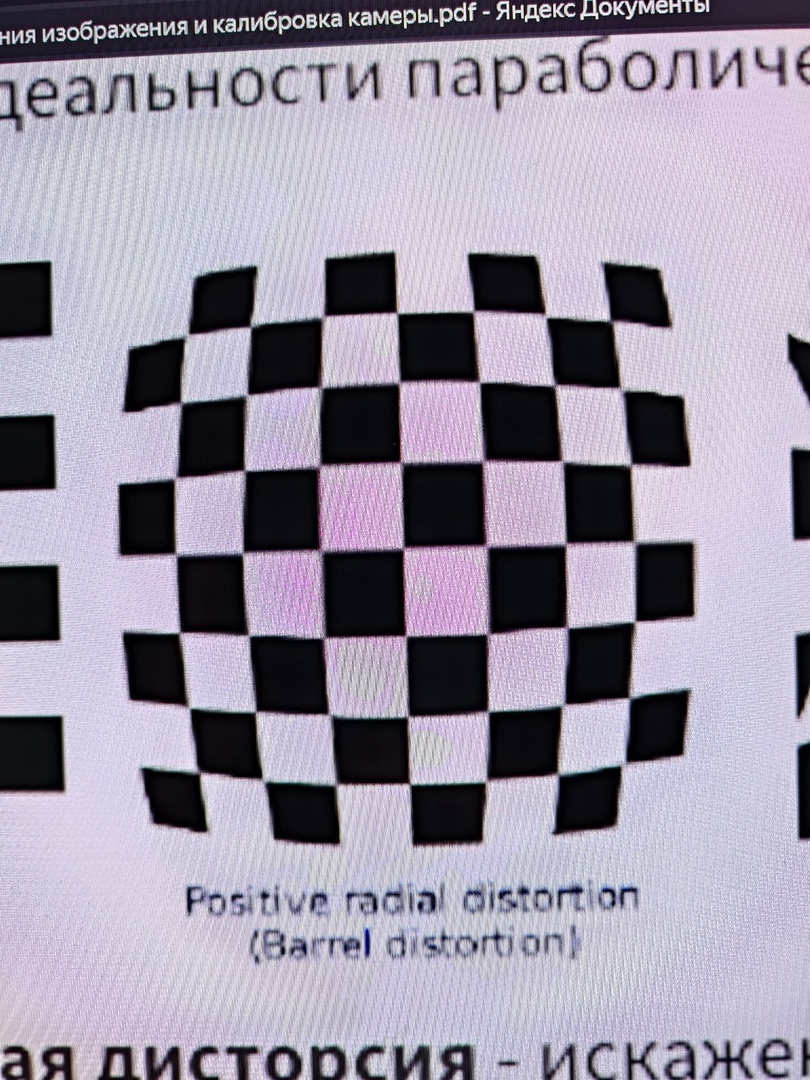 ния изображения и калибровка камеры.pdf - Яндекс Документы
деальности параболиче
Positive radial distortion
(Barrel distortion)
ая дисторсия - искажен